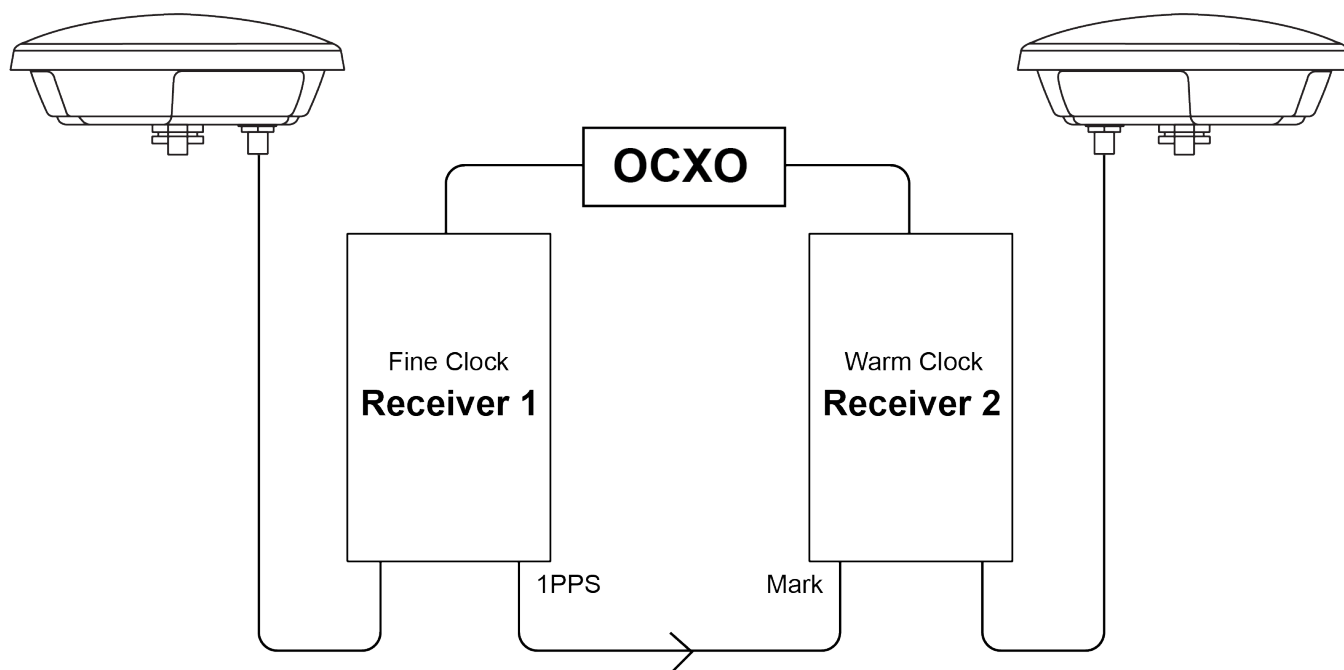 OCXO
Fine Clock
Receiver 1
Warm Clock
Receiver 2
1PPS
Mark